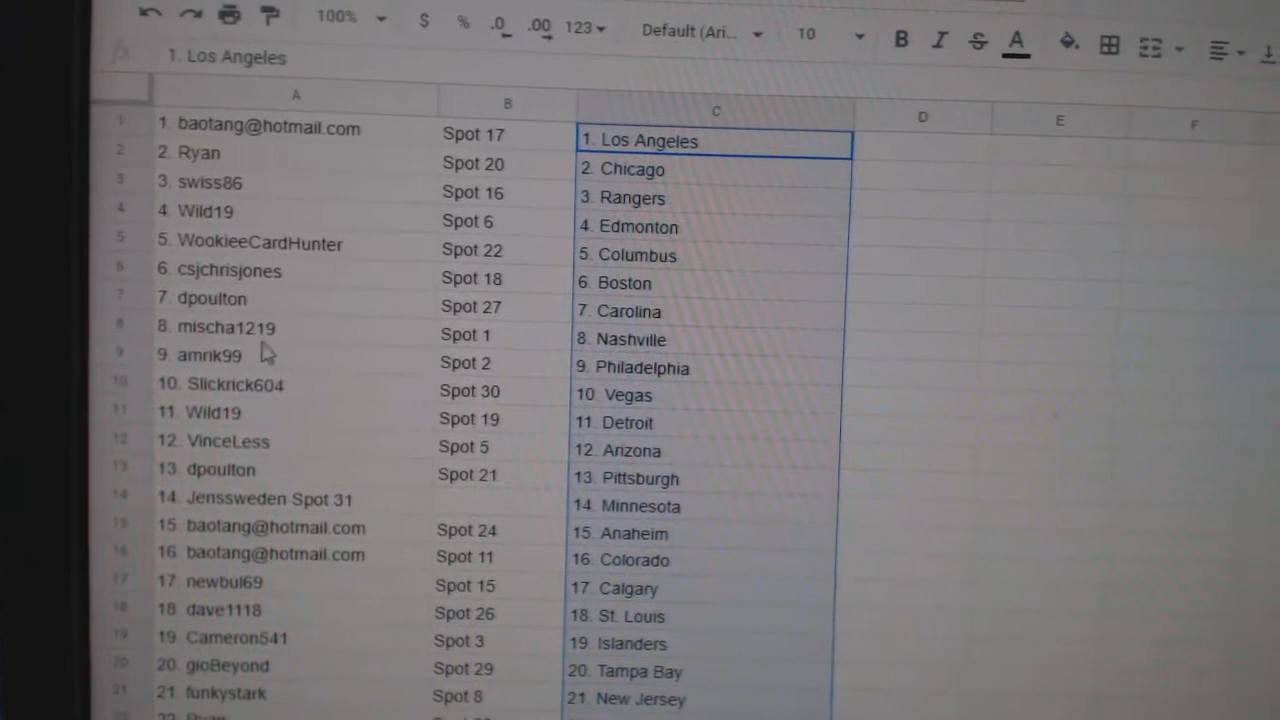 100% $ % .0 .00 123 Default (Ari... 10 B I S A
fx 1. Los Angeles
A B C D E F
1 1. baotang@hotmail.com Spot 17 1. Los Angeles
2 2. Ryan Spot 20 2. Chicago
3 3. swiss86 Spot 16 3. Rangers
4 4. Wild19 Spot 6 4. Edmonton
5 5. WookieeCardHunter Spot 22 5. Columbus
6 6. csjchrisjones Spot 18 6. Boston
7 7. dpoulton Spot 27 7. Carolina
8 8. mischa1219 Spot 1 8. Nashville
9 9. amrik99 Spot 2 9. Philadelphia
10 10. Slickrick604 Spot 30 10. Vegas
11 11. Wild19 Spot 19 11. Detroit
12 12. VinceLess Spot 5 12. Arizona
13 13. dpoulton Spot 21 13. Pittsburgh
14 14. Jenssweden Spot 31 14. Minnesota
15 15. baotang@hotmail.com Spot 24 15. Anaheim
16 16. baotang@hotmail.com Spot 11 16. Colorado
17 17. newbul69 Spot 15 17. Calgary
18 18. dave1118 Spot 26 18. St. Louis
19 19. Cameron541 Spot 3 19. Islanders
20 20. gioBeyond Spot 29 20. Tampa Bay
21 21. funkystark Spot 8 21. New Jersey
22. Ryan